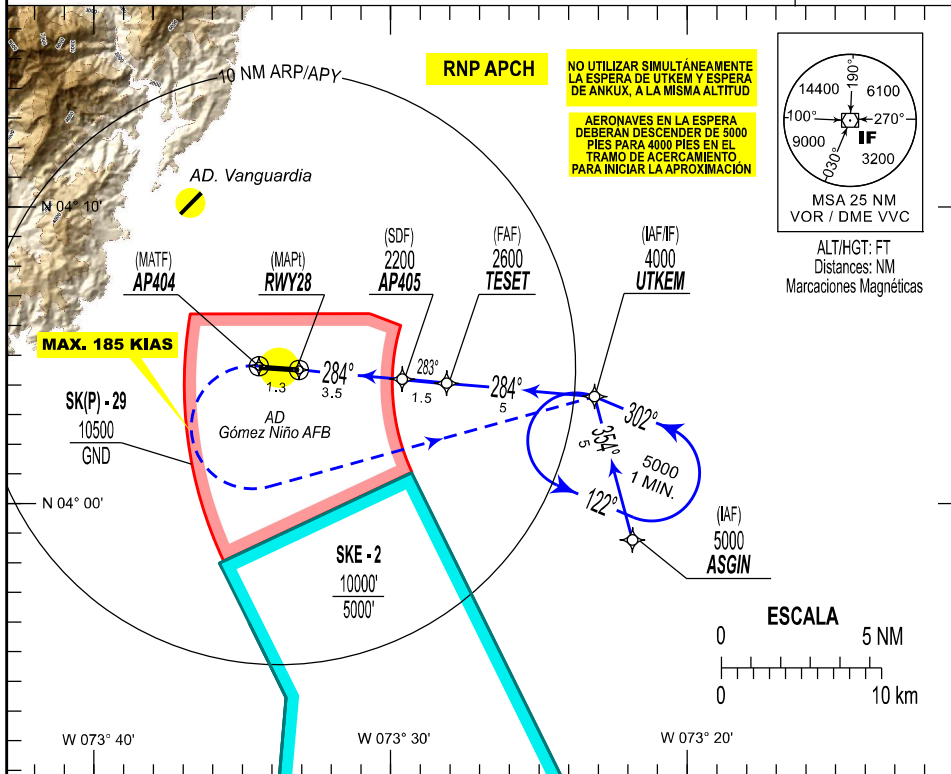 10 NM ARP/APY
RNP APCH
NO UTILIZAR SIMULTÁNEAMENTE
LA ESPERA DE UTKEM Y ESPERA
DE ANKUX, A LA MISMA ALTITUD
AERONAVES EN LA ESPERA
DEBERÁN DESCENDER DE 5000
PIES PARA 4000 PIES EN EL
TRAMO DE ACERCAMIENTO
PARA INICIAR LA APROXIMACIÓN
190°
14400
6100
100°
270°
IF
9000
030°
3200
MSA 25 NM
VOR / DME VVC
ALT/HGT: FT
Distances: NM
Marcaciones Magnéticas
AD. Vanguardia
N 04° 10'
(MATF)
AP404
(MAPt)
RWY28
(SDF)
2200
AP405
(FAF)
2600
TESET
(IAF/IF)
4000
UTKEM
MAX. 185 KIAS
1.3
284°
3.5
283°
1.5
284°
5
302°
354°
5
5000
1 MIN.
122°
SK(P) - 29
10500
GND
AD
Gómez Niño AFB
N 04° 00'
(IAF)
5000
ASGIN
SKE - 2
10000'
5000'
ESCALA
0
5 NM
0
10 km
W 073° 40'
W 073° 30'
W 073° 20'